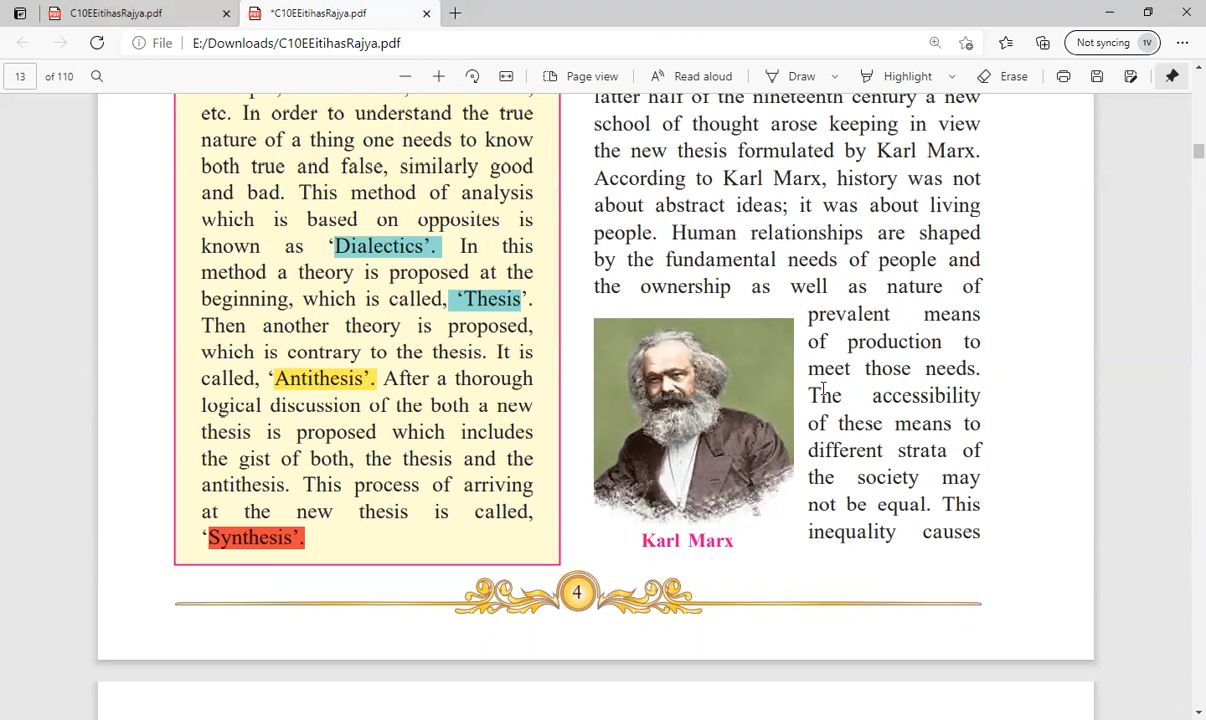 C10EEitihasRajya.pdf
*C10EEitihasRajya.pdf
File
E:/Downloads/C10EEitihasRajya.pdf
Not syncing
1V
13
of 110
Page view
Read aloud
Draw
Highlight
Erase
etc. In order to understand the true
nature of a thing one needs to know
both true and false, similarly good
and bad. This method of analysis
which is based on opposites is
known as ‘Dialectics’. In this
method a theory is proposed at the
beginning, which is called, ‘Thesis’.
Then another theory is proposed,
which is contrary to the thesis. It is
called, ‘Antithesis’. After a thorough
logical discussion of the both a new
thesis is proposed which includes
the gist of both, the thesis and the
antithesis. This process of arriving
at the new thesis is called,
‘Synthesis’.
latter half of the nineteenth century a new
school of thought arose keeping in view
the new thesis formulated by Karl Marx.
According to Karl Marx, history was not
about abstract ideas; it was about living
people. Human relationships are shaped
by the fundamental needs of people and
the ownership as well as nature of
prevalent means
of production to
meet those needs.
The accessibility
of these means to
different strata of
the society may
not be equal. This
inequality causes
Karl Marx
4